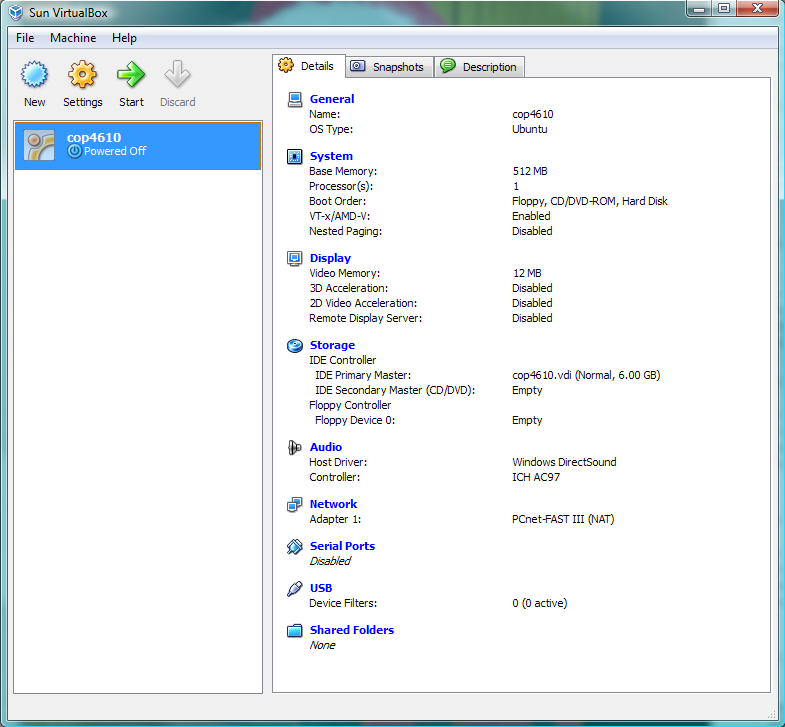 Sun VirtualBox
File Machine Help
New Settings Start Discard
Details Snapshots Description
cop4610
Powered Off
General
Name: cop4610
OS Type: Ubuntu
System
Base Memory: 512 MB
Processor(s): 1
Boot Order: Floppy, CD/DVD-ROM, Hard Disk
VT-x/AMD-V: Enabled
Nested Paging: Disabled
Display
Video Memory: 12 MB
3D Acceleration: Disabled
2D Video Acceleration: Disabled
Remote Display Server: Disabled
Storage
IDE Controller
IDE Primary Master: cop4610.vdi (Normal, 6.00 GB)
IDE Secondary Master (CD/DVD): Empty
Floppy Controller
Floppy Device 0: Empty
Audio
Host Driver: Windows DirectSound
Controller: ICH AC97
Network
Adapter 1: PCnet-FAST III (NAT)
Serial Ports
Disabled
USB
Device Filters: 0 (0 active)
Shared Folders
None